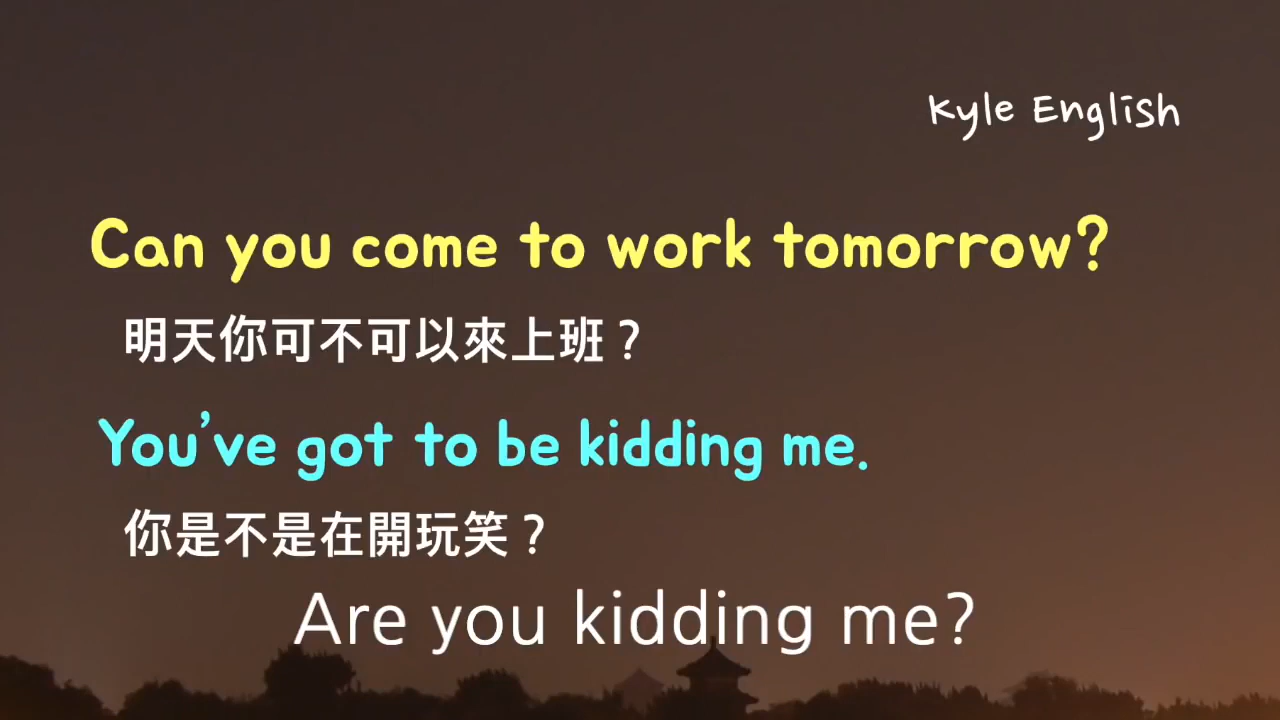 Kyle English
Can you come to work tomorrow?
明天你可不可以來上班？
You've got to be kidding me.
你是不是在開玩笑？
Are you kidding me?